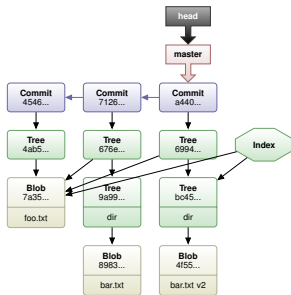 head
master
Commit
4546...
Commit
7126...
Commit
a440...
Tree
4ab5...
Tree
676e...
Tree
6994...
Index
Blob
7a35...
foo.txt
Tree
9a99...
dir
Tree
bc45...
dir
Blob
8983...
bar.txt
Blob
4f55...
bar.txt v2